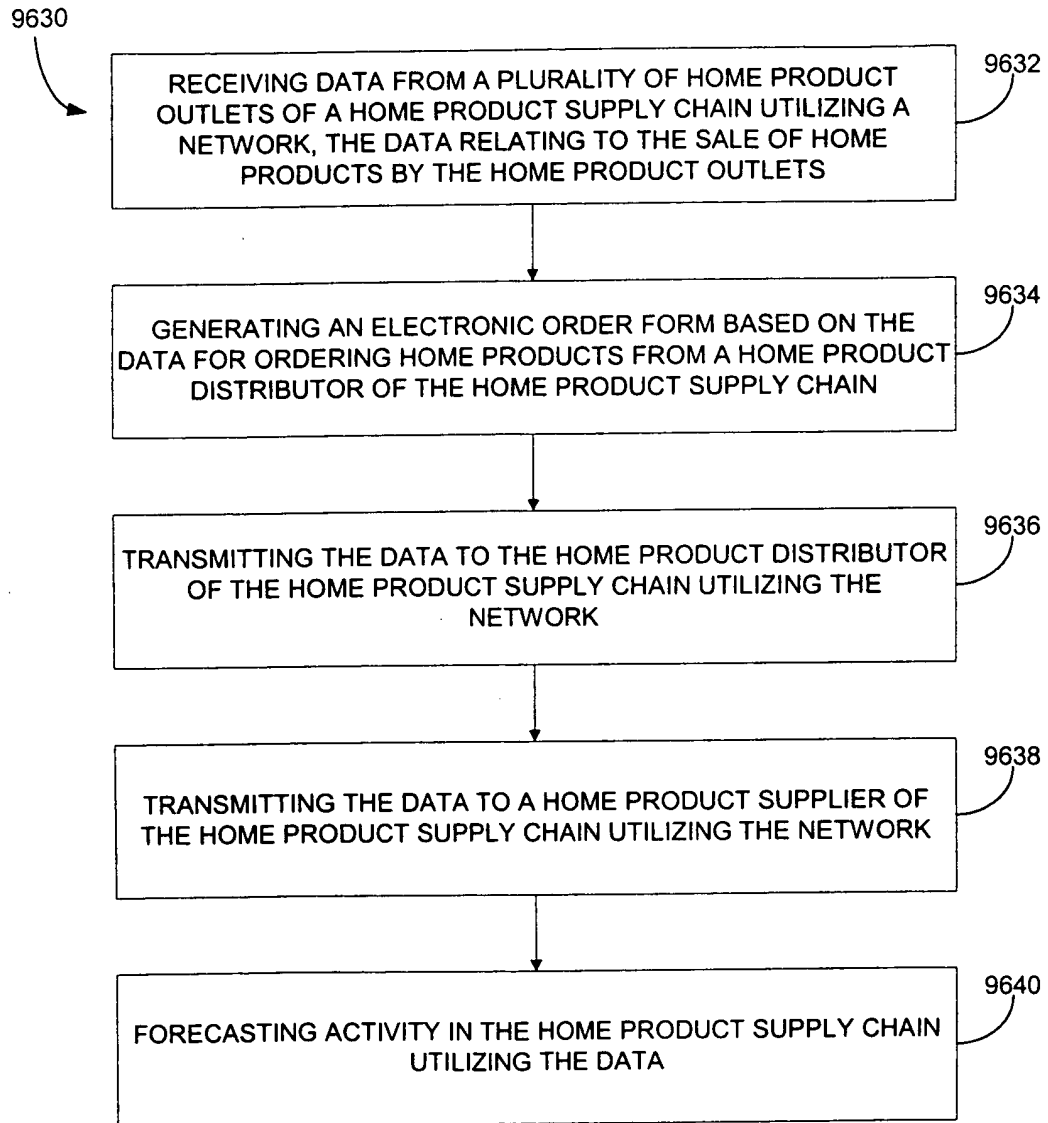 9630
RECEIVING DATA FROM A PLURALITY OF HOME PRODUCT
OUTLETS OF A HOME PRODUCT SUPPLY CHAIN UTILIZING A
NETWORK, THE DATA RELATING TO THE SALE OF HOME
PRODUCTS BY THE HOME PRODUCT OUTLETS
9632
GENERATING AN ELECTRONIC ORDER FORM BASED ON THE
DATA FOR ORDERING HOME PRODUCTS FROM A HOME PRODUCT
DISTRIBUTOR OF THE HOME PRODUCT SUPPLY CHAIN
9634
TRANSMITTING THE DATA TO THE HOME PRODUCT DISTRIBUTOR
OF THE HOME PRODUCT SUPPLY CHAIN UTILIZING THE
NETWORK
9636
TRANSMITTING THE DATA TO A HOME PRODUCT SUPPLIER OF
THE HOME PRODUCT SUPPLY CHAIN UTILIZING THE NETWORK
9638
FORECASTING ACTIVITY IN THE HOME PRODUCT SUPPLY CHAIN
UTILIZING THE DATA
9640